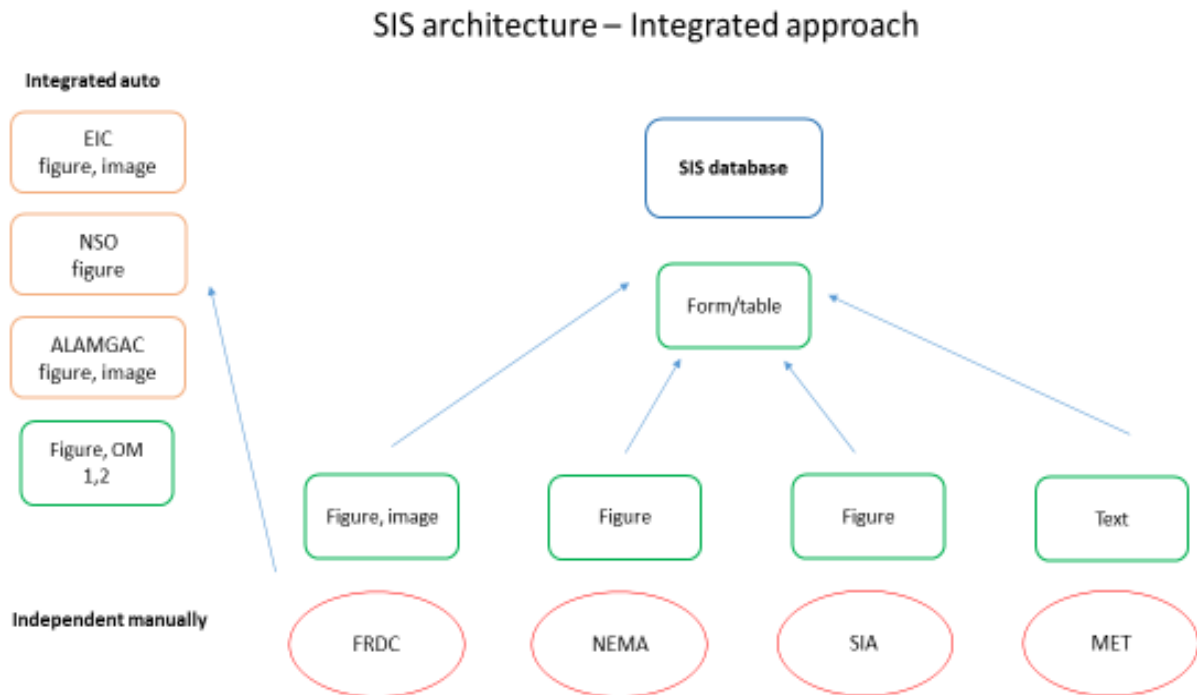 SIS architecture – Integrated approach
Integrated auto
EIC
figure, image
NSO
figure
ALAMGAC
figure, image
Figure, OM
1,2
SIS database
Form/table
Figure, image
Figure
Figure
Text
Independent manually
FRDC
NEMA
SIA
MET